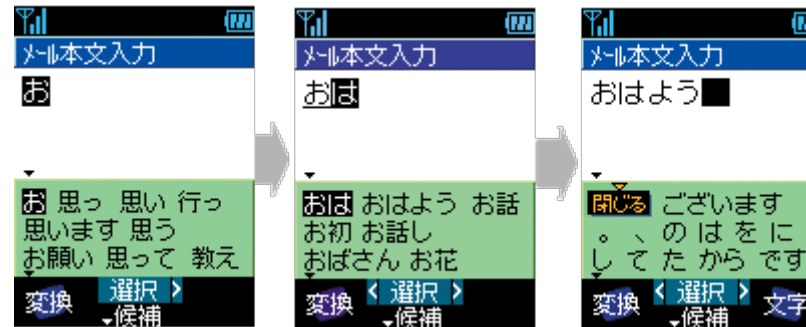 メール本文入力
お
お 思っ 思い 行っ
思います 思う
お願い 思って 教え
変換 選択
候補
メール本文入力
おは
おは おはよう お話
お初 お話し
おばさん お花
変換 選択
候補
メール本文入力
おはよう
閉じる ございます
。 、 の は を に
し て た から です
変換 選択 文字
候補